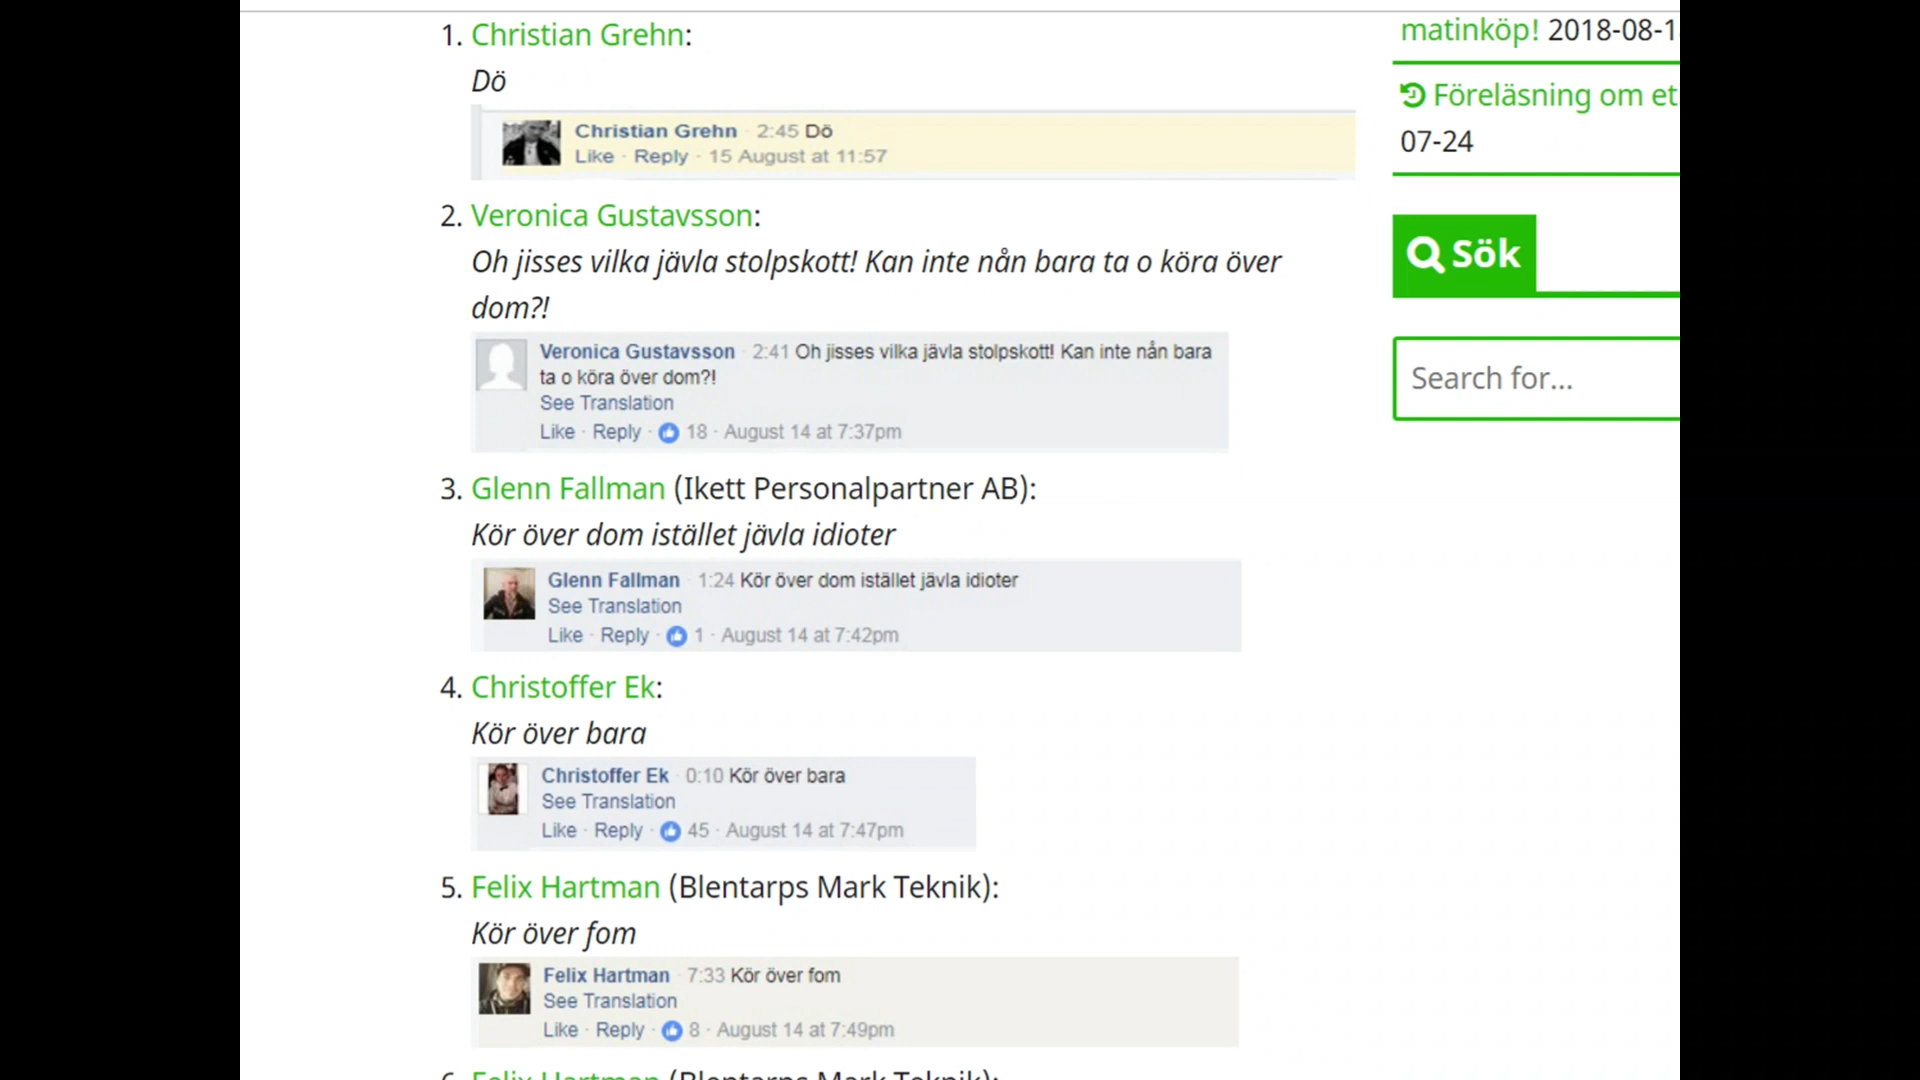 1. Christian Grehn:
Dö
Christian Grehn · 2:45 Dö
Like · Reply · 15 August at 11:57
2. Veronica Gustavsson:
Oh jisses vilka jävla stolpskott! Kan inte nån bara ta o köra över
dom?!
Veronica Gustavsson · 2:41 Oh jisses vilka jävla stolpskott! Kan inte nån bara
ta o köra över dom?!
See Translation
Like · Reply · 18 · August 14 at 7:37pm
3. Glenn Fallman (Ikett Personalpartner AB):
Kör över dom istället jävla idioter
Glenn Fallman · 1:24 Kör över dom istället jävla idioter
See Translation
Like · Reply · 1 · August 14 at 7:42pm
4. Christoffer Ek:
Kör över bara
Christoffer Ek · 0:10 Kör över bara
See Translation
Like · Reply · 45 · August 14 at 7:47pm
5. Felix Hartman (Blentarps Mark Teknik):
Kör över fom
Felix Hartman · 7:33 Kör över fom
See Translation
Like · Reply · 8 · August 14 at 7:49pm
6. Felix Hartman (Blentarps Mark Teknik):
matinköp! 2018-08-1
Föreläsning om et
07-24
Sök
Search for...